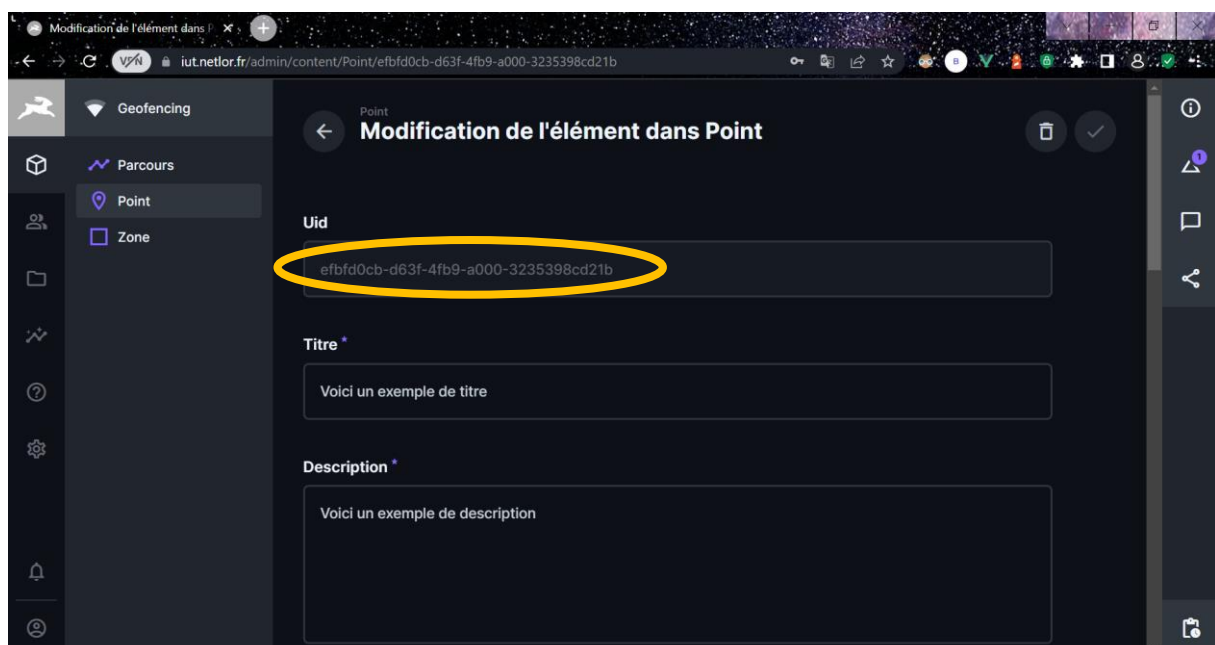 Modification de l'élément dans P
VPN
iut.netlor.fr/admin/content/Point/efbfd0cb-d63f-4fb9-a000-3235398cd21b
B
Geofencing
Parcours
Point
Zone
Point
Modification de l'élément dans Point
1
Uid
efbfd0cb-d63f-4fb9-a000-3235398cd21b
Titre *
Voici un exemple de titre
Description *
Voici un exemple de description